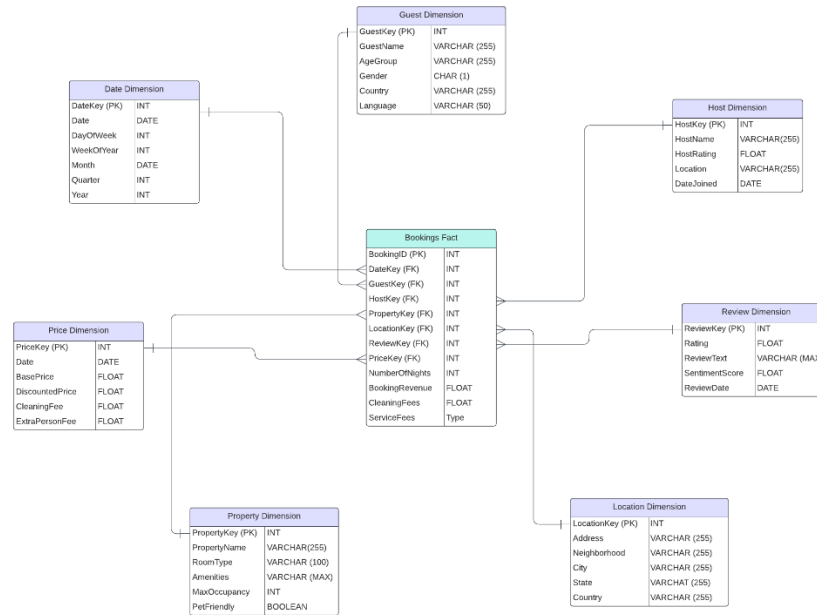 Guest Dimension
GuestKey (PK) INT
GuestName VARCHAR (255)
AgeGroup VARCHAR (255)
Gender CHAR (1)
Country VARCHAR (255)
Language VARCHAR (50)
Date Dimension
DateKey (PK) INT
Date DATE
DayOfWeek INT
WeekOfYear INT
Month DATE
Quarter INT
Year INT
Host Dimension
HostKey (PK) INT
HostName VARCHAR(255)
HostRating FLOAT
Location VARCHAR(255)
DateJoined DATE
Bookings Fact
BookingID (PK) INT
DateKey (FK) INT
GuestKey (FK) INT
HostKey (FK) INT
PropertyKey (FK) INT
LocationKey (FK) INT
ReviewKey (FK) INT
PriceKey (FK) INT
NumberOfNights INT
BookingRevenue FLOAT
CleaningFees FLOAT
ServiceFees Type
Price Dimension
PriceKey (PK) INT
Date DATE
BasePrice FLOAT
DiscountedPrice FLOAT
CleaningFee FLOAT
ExtraPersonFee FLOAT
Review Dimension
ReviewKey (PK) INT
Rating FLOAT
ReviewText VARCHAR (MAX
SentimentScore FLOAT
ReviewDate DATE
Property Dimension
PropertyKey (PK) INT
PropertyName VARCHAR(255)
RoomType VARCHAR (100)
Amenities VARCHAR (MAX)
MaxOccupancy INT
PetFriendly BOOLEAN
Location Dimension
LocationKey (PK) INT
Address VARCHAR (255)
Neighborhood VARCHAR (255)
City VARCHAR (255)
State VARCHAT (255)
Country VARCHAR (255)